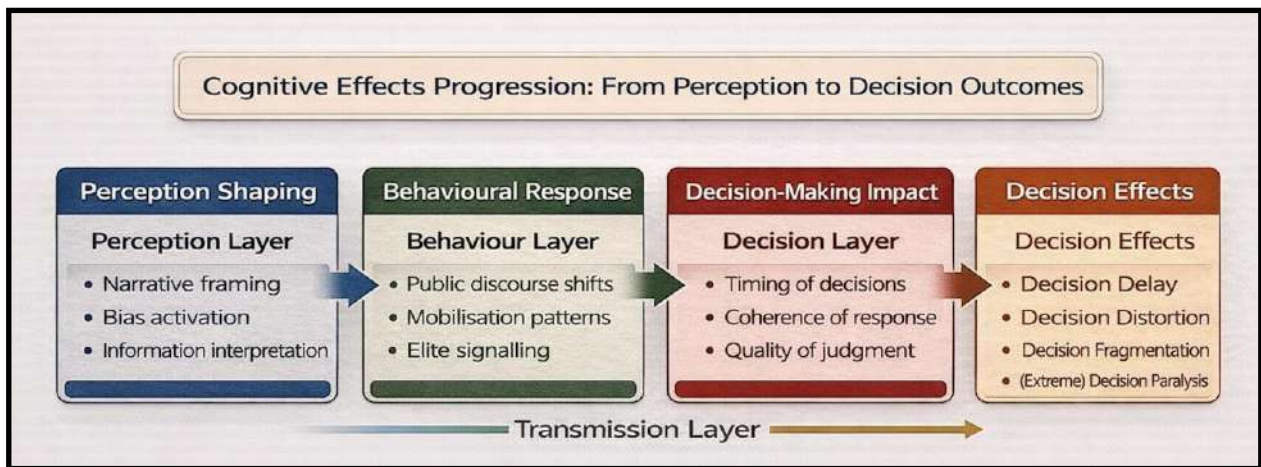 Cognitive Effects Progression: From Perception to Decision Outcomes
Perception Shaping
Perception Layer
• Narrative framing
• Bias activation
• Information interpretation
Behavioural Response
Behaviour Layer
• Public discourse shifts
• Mobilisation patterns
• Elite signalling
Decision-Making Impact
Decision Layer
• Timing of decisions
• Coherence of response
• Quality of judgment
Decision Effects
Decision Effects
• Decision Delay
• Decision Distortion
• Decision Fragmentation
• (Extreme) Decision Paralysis
Transmission Layer